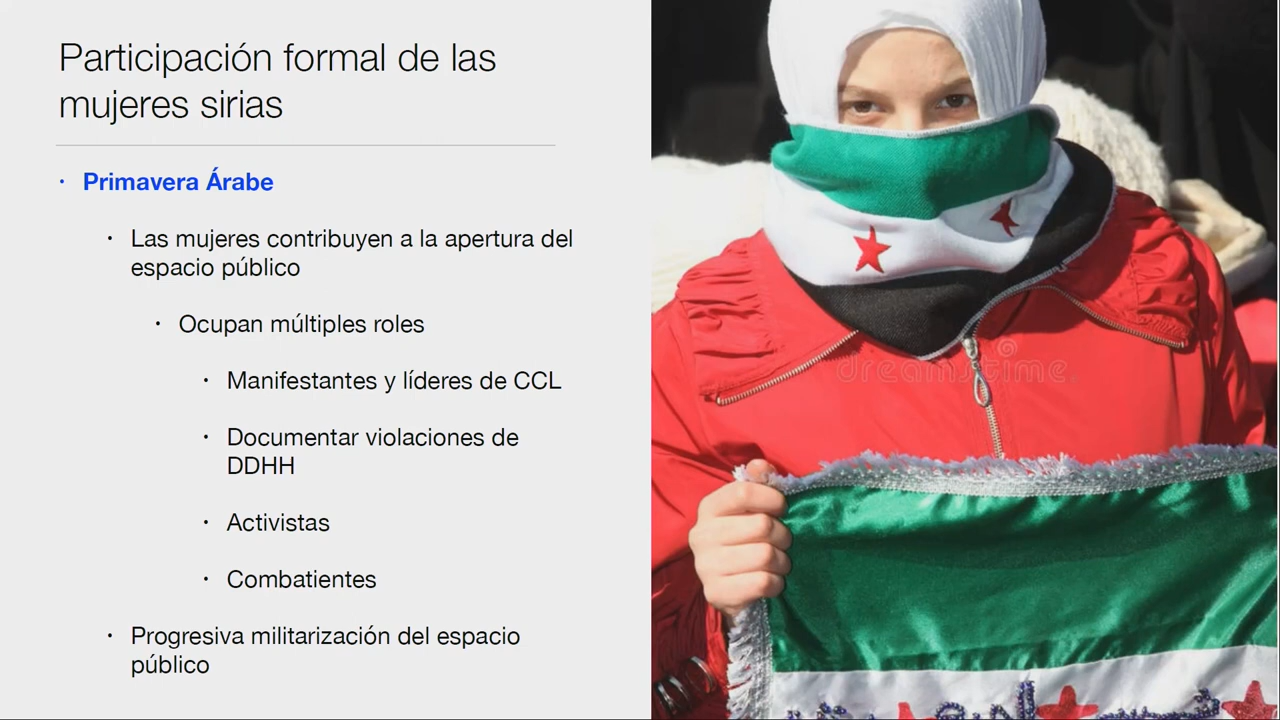 Participación formal de las
mujeres sirias
· Primavera Árabe
· Las mujeres contribuyen a la apertura del
espacio público
· Ocupan múltiples roles
· Manifestantes y líderes de CCL
· Documentar violaciones de
DDHH
· Activistas
· Combatientes
· Progresiva militarización del espacio
público
dreamstime.